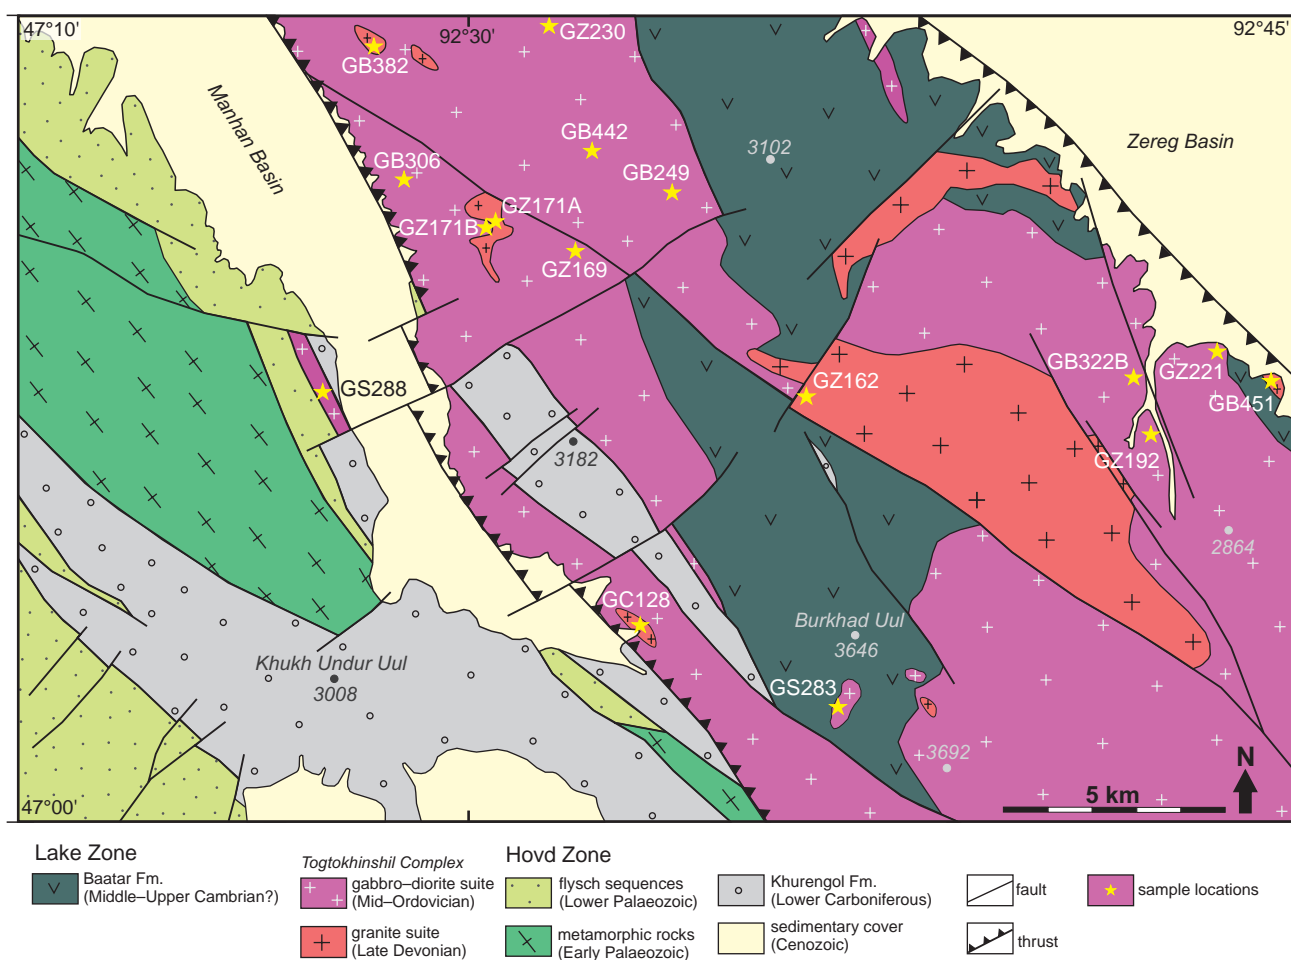 47°10'
92°30'
92°45'
GZ230
GB382
Manhan Basin
Zereg Basin
GB442
3102
GB306
GB249
GZ171A
GZ171B
GZ169
GB322B
GZ221
GZ162
GS288
GB451
3182
GZ192
2864
GC128
Burkhad Uul
3646
Khukh Undur Uul
3008
GS283
3692
N
5 km
47°00'
Lake Zone
Baatar Fm.
(Middle–Upper Cambrian?)
Togtokhinshil Complex
gabbro–diorite suite
(Mid–Ordovician)
granite suite
(Late Devonian)
Hovd Zone
flysch sequences
(Lower Palaeozoic)
metamorphic rocks
(Early Palaeozoic)
Khurengol Fm.
(Lower Carboniferous)
sedimentary cover
(Cenozoic)
fault
thrust
sample locations